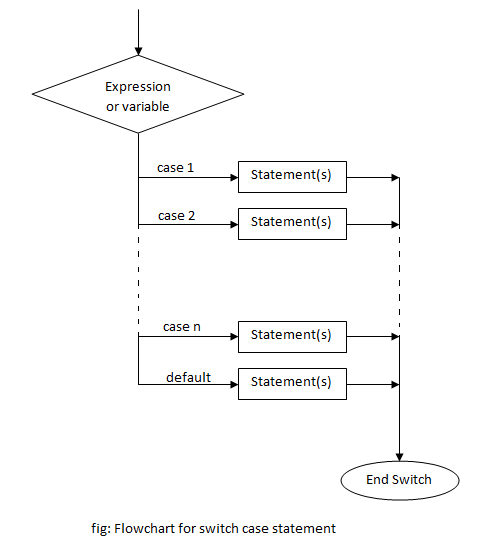 Expression
or variable
case 1
Statement(s)
case 2
Statement(s)
case n
Statement(s)
default
Statement(s)
End Switch
fig: Flowchart for switch case statement